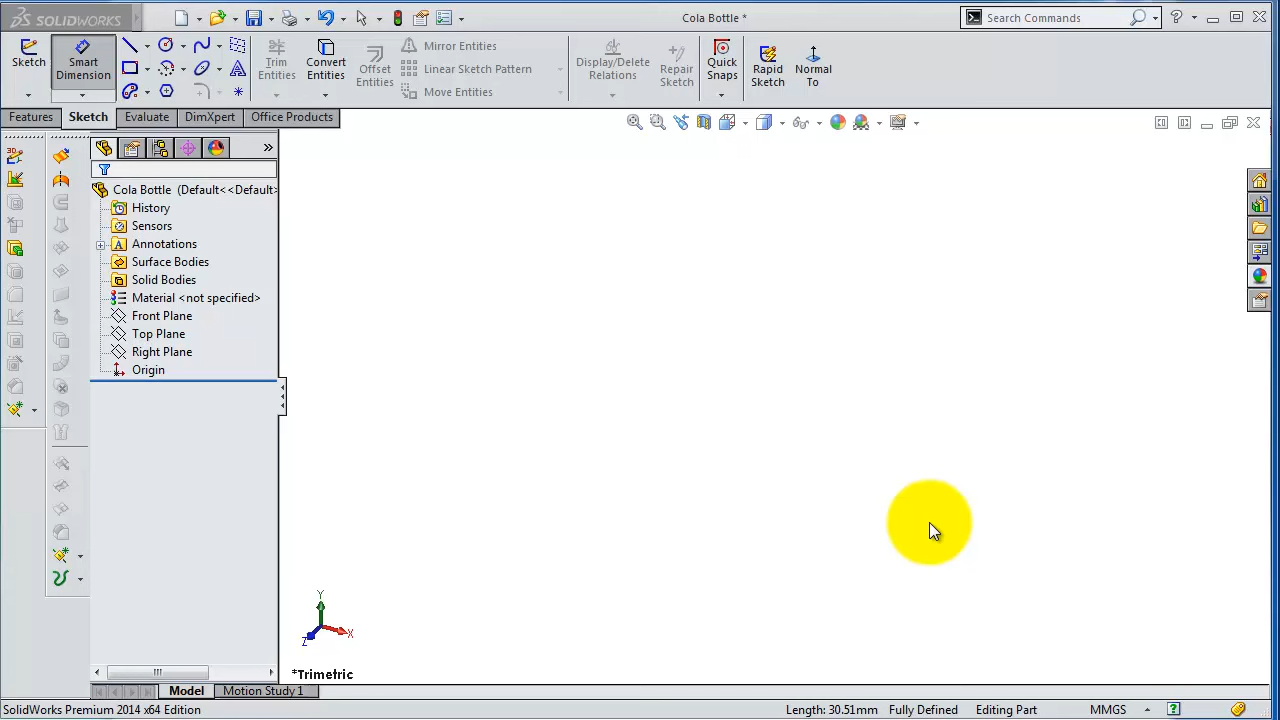 SOLIDWORKS
Cola Bottle *
Search Commands
Sketch
Smart Dimension
Trim Entities
Convert Entities
Offset Entities
Mirror Entities
Linear Sketch Pattern
Move Entities
Display/Delete Relations
Repair Sketch
Quick Snaps
Rapid Sketch
Normal To
Features
Sketch
Evaluate
DimXpert
Office Products
Cola Bottle (Default<<Default>
History
Sensors
Annotations
Surface Bodies
Solid Bodies
Material <not specified>
Front Plane
Top Plane
Right Plane
Origin
Y
X
Z
*Trimetric
Model
Motion Study 1
SolidWorks Premium 2014 x64 Edition
Length: 30.51mm
Fully Defined
Editing Part
MMGS